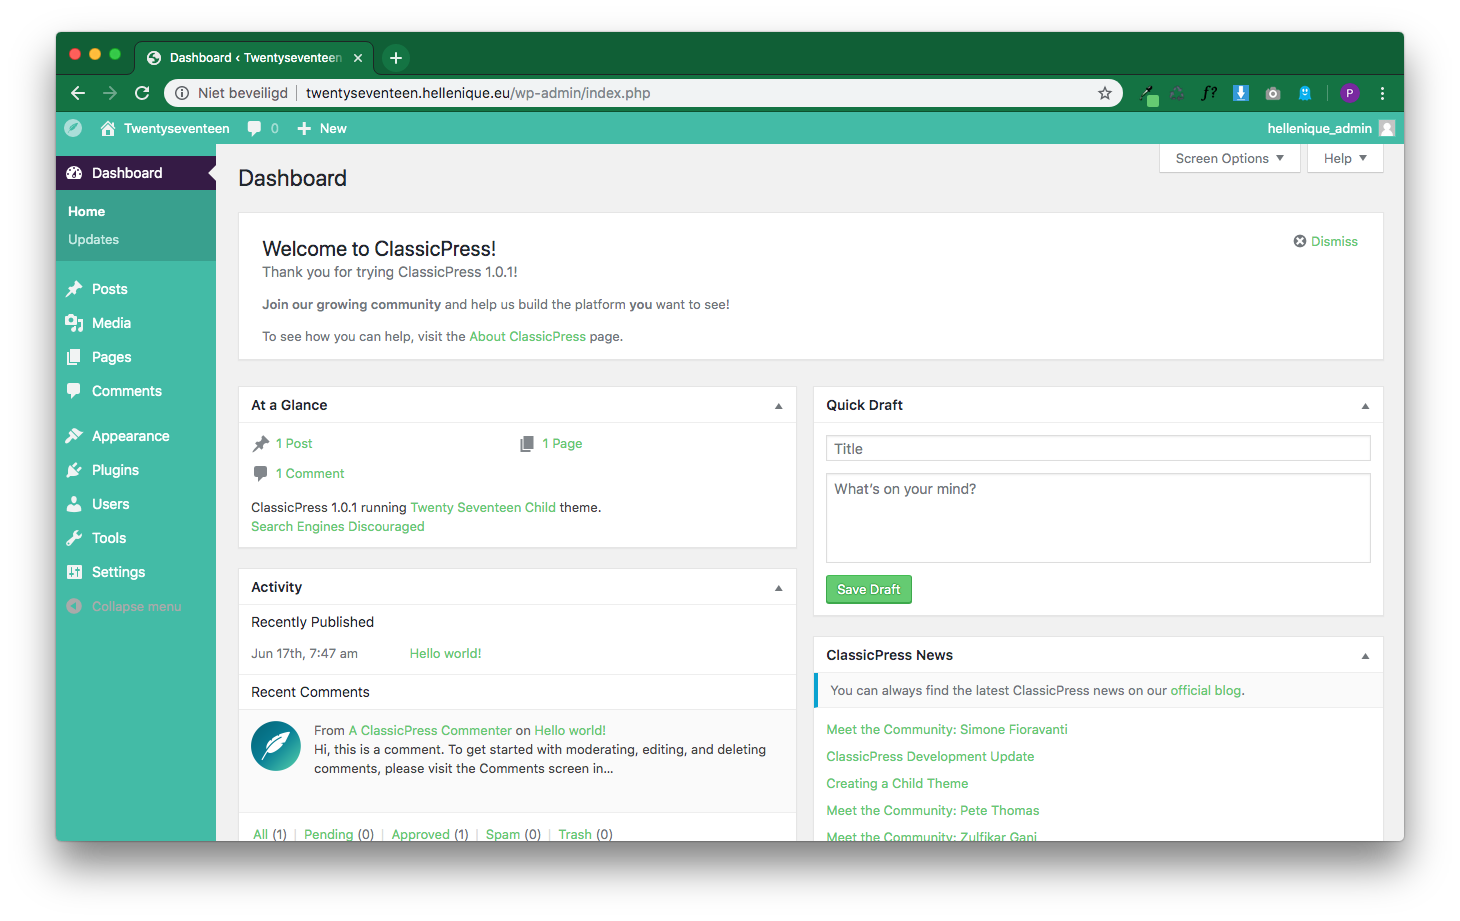 Dashboard ‹ Twentyseventeen
Niet beveiligd | twentyseventeen.hellenique.eu/wp-admin/index.php
f?
P
Twentyseventeen 0 New
hellenique_admin
Dashboard
Home
Updates
Posts
Media
Pages
Comments
Appearance
Plugins
Users
Tools
Settings
Collapse menu
Screen Options
Help
Dashboard
Welcome to ClassicPress!
Dismiss
Thank you for trying ClassicPress 1.0.1!
Join our growing community and help us build the platform you want to see!
To see how you can help, visit the About ClassicPress page.
At a Glance
1 Post
1 Page
1 Comment
ClassicPress 1.0.1 running Twenty Seventeen Child theme.
Search Engines Discouraged
Activity
Recently Published
Jun 17th, 7:47 am Hello world!
Recent Comments
From A ClassicPress Commenter on Hello world!
Hi, this is a comment. To get started with moderating, editing, and deleting
comments, please visit the Comments screen in...
All (1) | Pending (0) | Approved (1) | Spam (0) | Trash (0)
Quick Draft
Title
What's on your mind?
Save Draft
ClassicPress News
You can always find the latest ClassicPress news on our official blog.
Meet the Community: Simone Fioravanti
ClassicPress Development Update
Creating a Child Theme
Meet the Community: Pete Thomas
Meet the Community: Zulfikar Gani